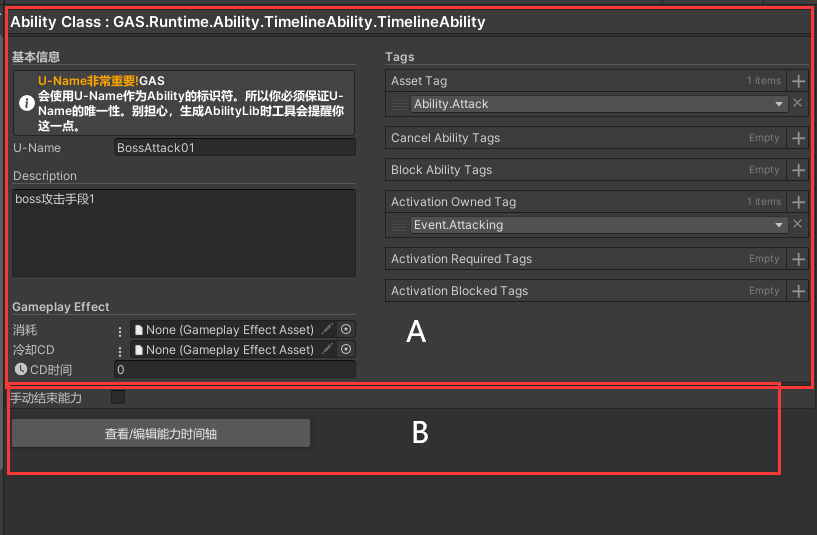 Ability Class : GAS.Runtime.Ability.TimelineAbility.TimelineAbility
基本信息
U-Name非常重要!GAS
会使用U-Name作为Ability的标识符。所以你必须保证U-
Name的唯一性。别担心，生成AbilityLib时工具会提醒你
这一点。
U-Name BossAttack01
Description
boss攻击手段1
Gameplay Effect
消耗 None (Gameplay Effect Asset)
冷却CD None (Gameplay Effect Asset)
CD时间 0
Tags
Asset Tag 1 items
Ability.Attack
Cancel Ability Tags Empty
Block Ability Tags Empty
Activation Owned Tag 1 items
Event.Attacking
Activation Required Tags Empty
Activation Blocked Tags Empty
A
手动结束能力
查看/编辑能力时间轴
B